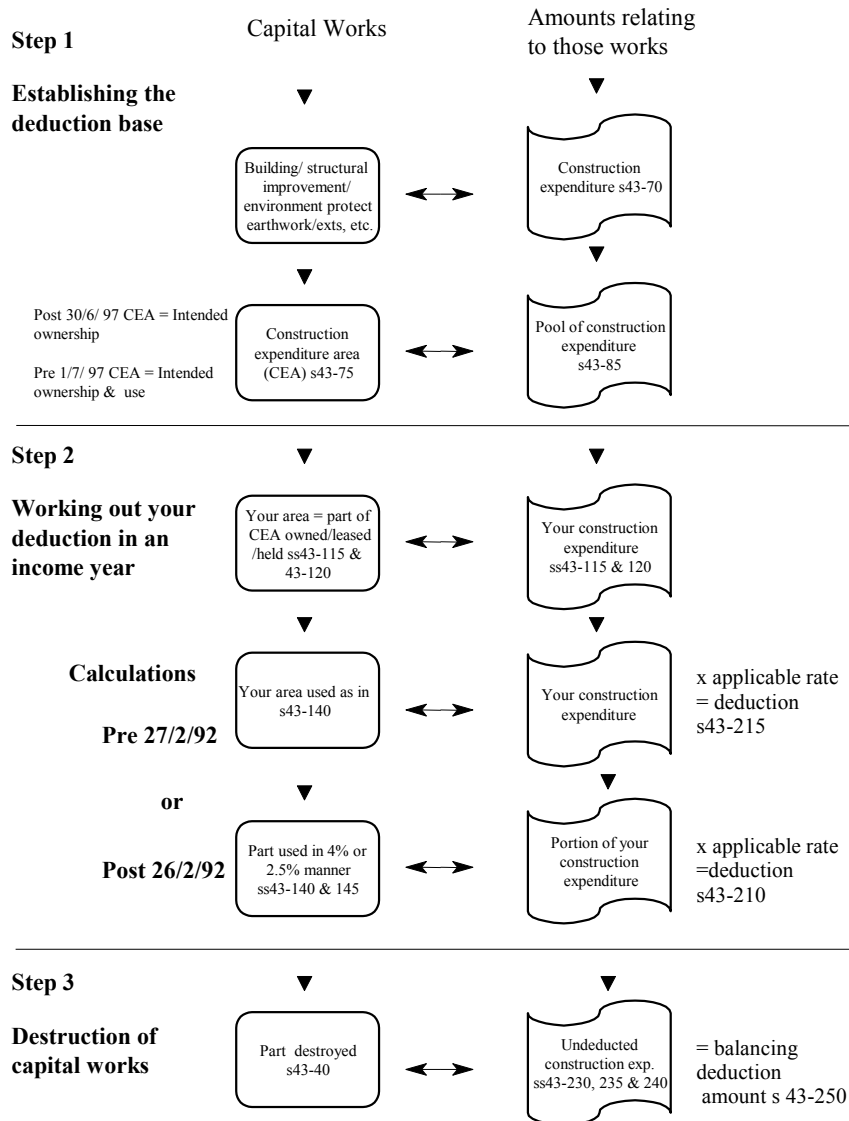 Step 1
Capital Works
Amounts relating
to those works
Establishing the
deduction base
Building/ structural
improvement/
environment protect
earthwork/exts, etc.
Construction
expenditure s43-70
Post 30/6/ 97 CEA = Intended
ownership
Pre 1/7/ 97 CEA = Intended
ownership & use
Construction
expenditure area
(CEA) s43-75
Pool of construction
expenditure
s43-85
Step 2
Working out your
deduction in an
income year
Your area = part of
CEA owned/leased
/held ss43-115 &
43-120
Your construction
expenditure
ss43-115 & 120
Calculations
Pre 27/2/92
Your area used as in
s43-140
Your construction
expenditure
x applicable rate
= deduction
s43-215
or
Post 26/2/92
Part used in 4% or
2.5% manner
ss43-140 & 145
Portion of your
construction
expenditure
x applicable rate
=deduction
s43-210
Step 3
Destruction of
capital works
Part destroyed
s43-40
Undeducted
construction exp.
ss43-230, 235 & 240
= balancing
deduction
amount s 43-250